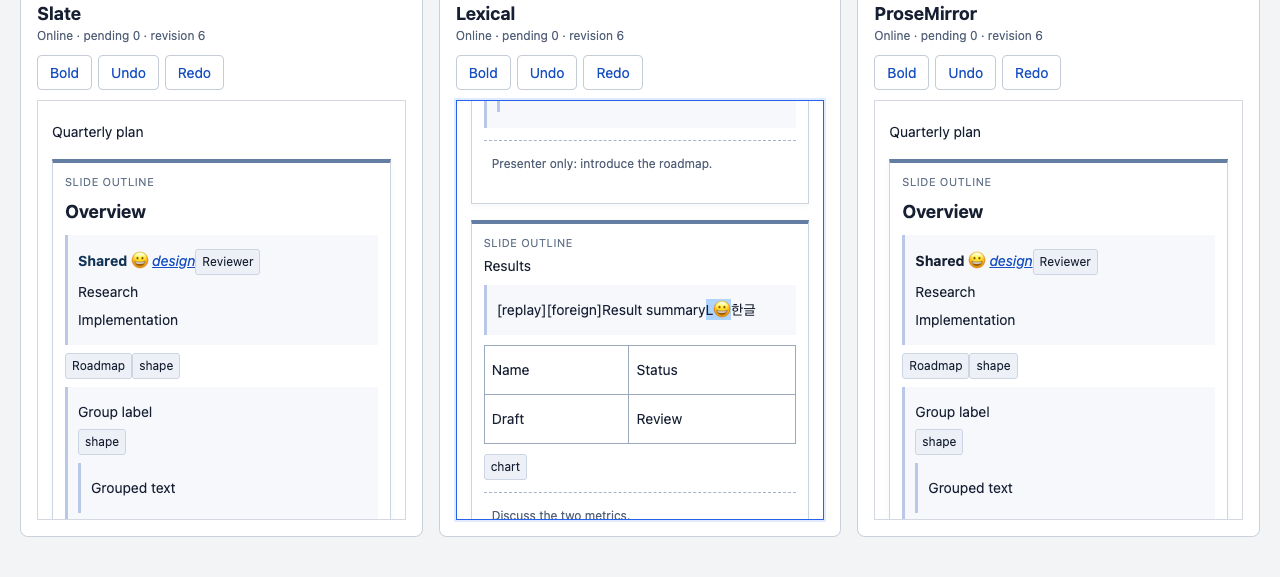 Slate
Online · pending 0 · revision 6
Bold Undo Redo
Quarterly plan
SLIDE OUTLINE
Overview
Shared 😀 design Reviewer
Research
Implementation
Roadmap shape
Group label
shape
Grouped text
Lexical
Online · pending 0 · revision 6
Bold Undo Redo
Presenter only: introduce the roadmap.
SLIDE OUTLINE
Results
[replay][foreign]Result summaryL😀한글
Name Status
Draft Review
chart
Discuss the two metrics.
ProseMirror
Online · pending 0 · revision 6
Bold Undo Redo
Quarterly plan
SLIDE OUTLINE
Overview
Shared 😀 design Reviewer
Research
Implementation
Roadmap shape
Group label
shape
Grouped text